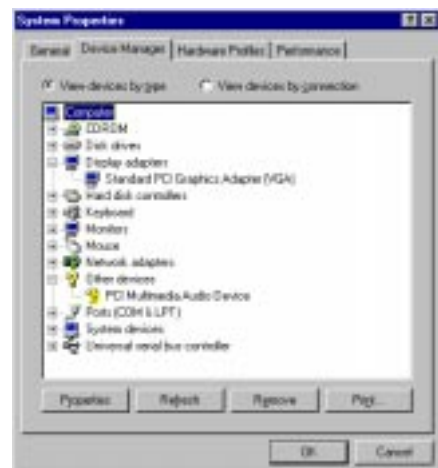 System Properties
General Device Manager Hardware Profiles Performance
View devices by type View devices by connection
Computer
CDROM
Disk drives
Display adapters
Standard PCI Graphics Adapter (VGA)
Hard disk controllers
Keyboard
Monitors
Mouse
Network adapters
Other devices
PCI Multimedia Audio Device
Ports (COM & LPT)
System devices
Universal serial bus controller
Properties Refresh Remove Print...
OK Cancel